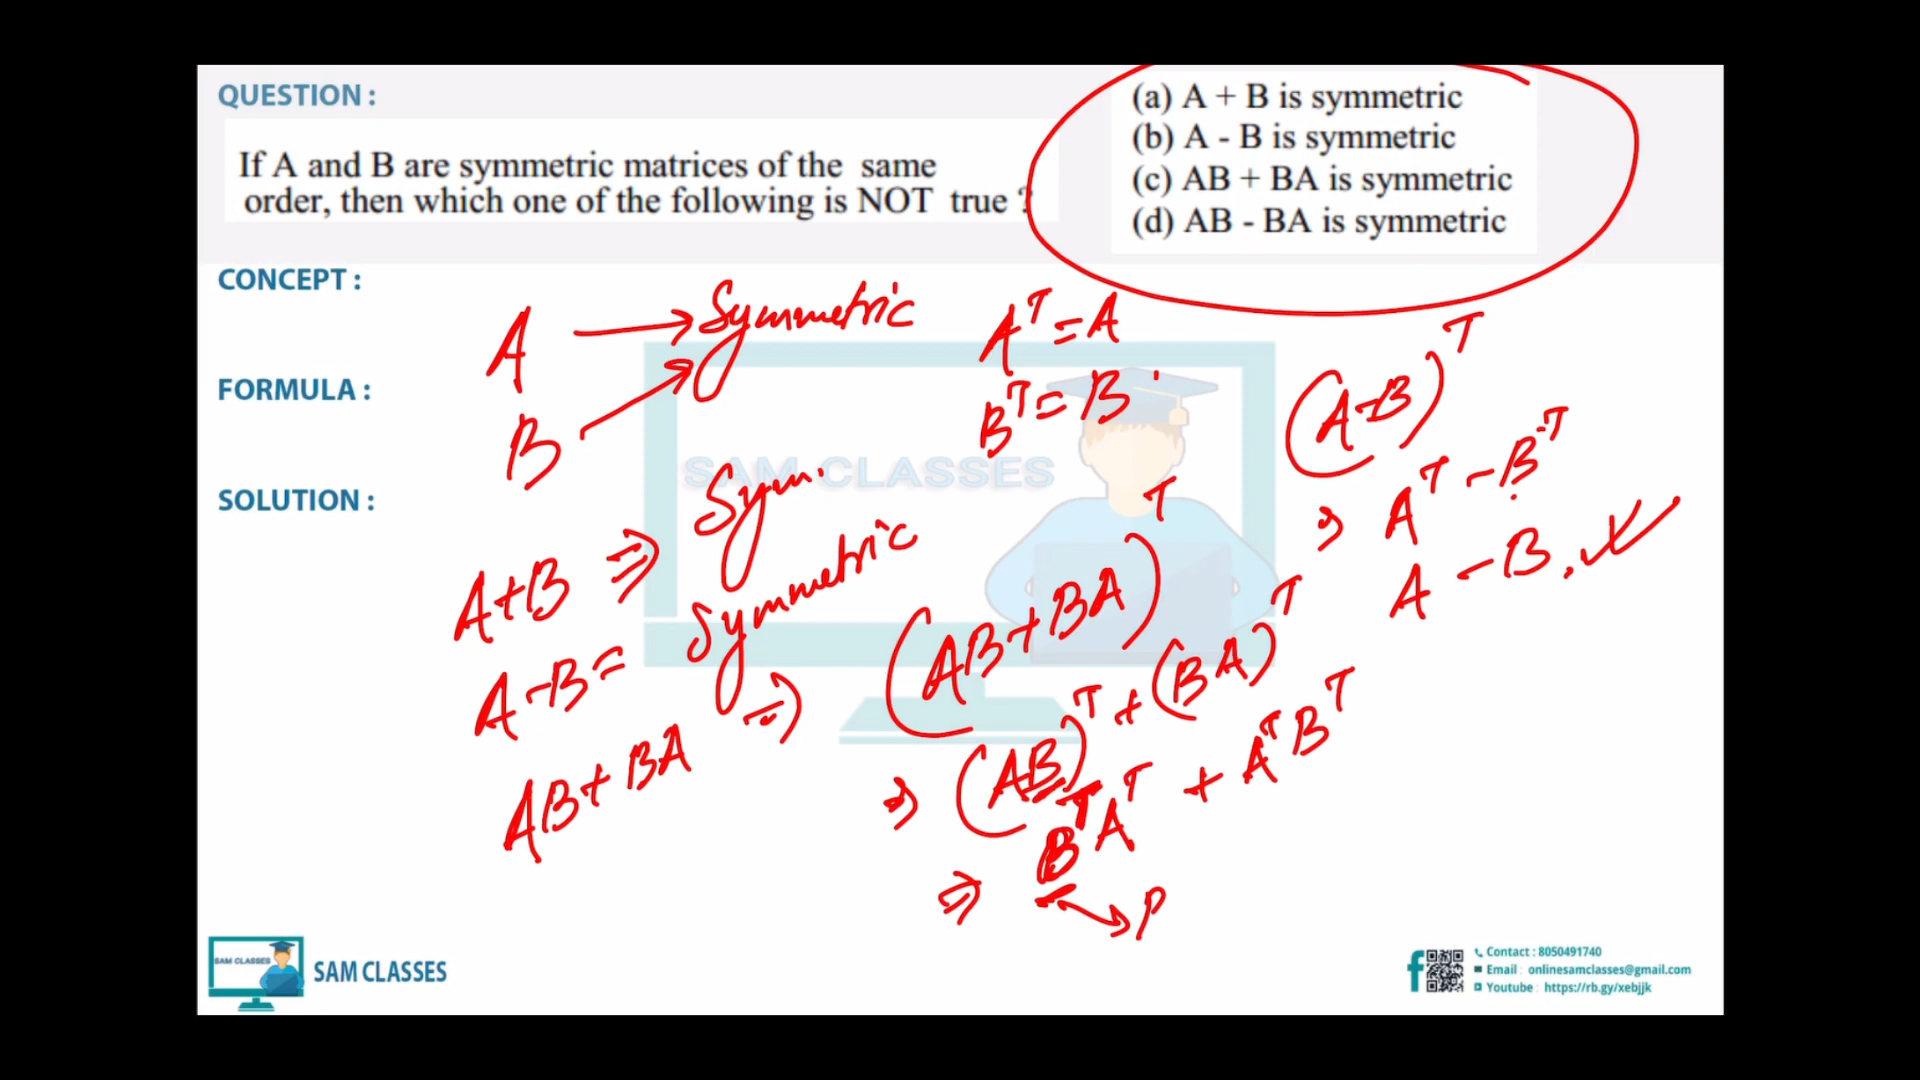 QUESTION :
If A and B are symmetric matrices of the same
order, then which one of the following is NOT true ?
(a) A + B is symmetric
(b) A - B is symmetric
(c) AB + BA is symmetric
(d) AB - BA is symmetric
CONCEPT :
FORMULA :
SOLUTION :
A → Symmetric
B
Aᵀ = A
Bᵀ = B
(A-B)ᵀ
⇒ Aᵀ - Bᵀ
A - B.
A+B ⇒ Sym.
A-B = Symmetric
AB+BA ⇒ (AB+BA)ᵀ
⇒ (AB)ᵀ + (BA)ᵀ
⇒ BᵀAᵀ + AᵀBᵀ
SAM CLASSES
SAM CLASSES
SAM CLASSES
Contact : 8050491740
Email : onlinesamclasses@gmail.com
Youtube : https://rb.gy/xebjjk